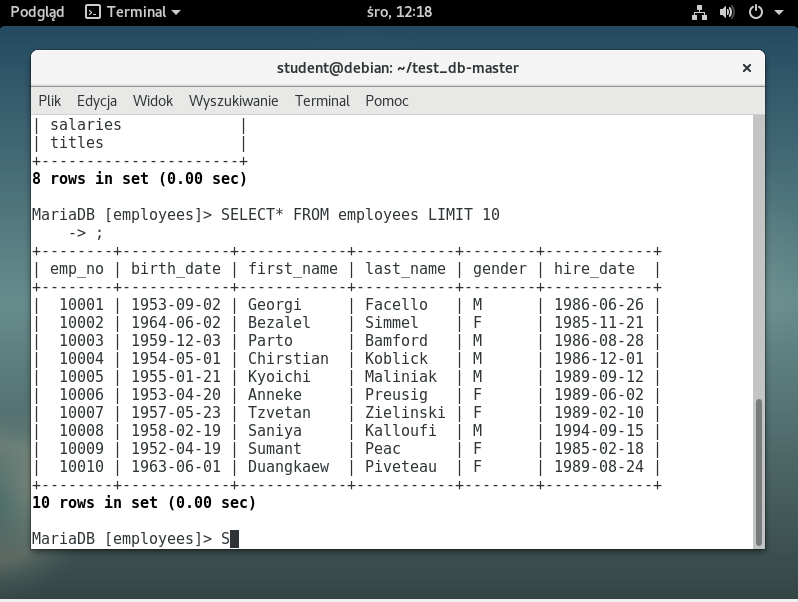 Podgląd Terminal śro, 12:18
student@debian: ~/test_db-master
Plik Edycja Widok Wyszukiwanie Terminal Pomoc
| salaries             |
| titles               |
+----------------------+
8 rows in set (0.00 sec)

MariaDB [employees]> SELECT* FROM employees LIMIT 10
    -> ;
+--------+------------+------------+-----------+--------+------------+
| emp_no | birth_date | first_name | last_name | gender | hire_date  |
+--------+------------+------------+-----------+--------+------------+
|  10001 | 1953-09-02 | Georgi     | Facello   | M      | 1986-06-26 |
|  10002 | 1964-06-02 | Bezalel    | Simmel    | F      | 1985-11-21 |
|  10003 | 1959-12-03 | Parto      | Bamford   | M      | 1986-08-28 |
|  10004 | 1954-05-01 | Chirstian  | Koblick   | M      | 1986-12-01 |
|  10005 | 1955-01-21 | Kyoichi    | Maliniak  | M      | 1989-09-12 |
|  10006 | 1953-04-20 | Anneke     | Preusig   | F      | 1989-06-02 |
|  10007 | 1957-05-23 | Tzvetan    | Zielinski | F      | 1989-02-10 |
|  10008 | 1958-02-19 | Saniya     | Kalloufi  | M      | 1994-09-15 |
|  10009 | 1952-04-19 | Sumant     | Peac      | F      | 1985-02-18 |
|  10010 | 1963-06-01 | Duangkaew  | Piveteau  | F      | 1989-08-24 |
+--------+------------+------------+-----------+--------+------------+
10 rows in set (0.00 sec)

MariaDB [employees]> S